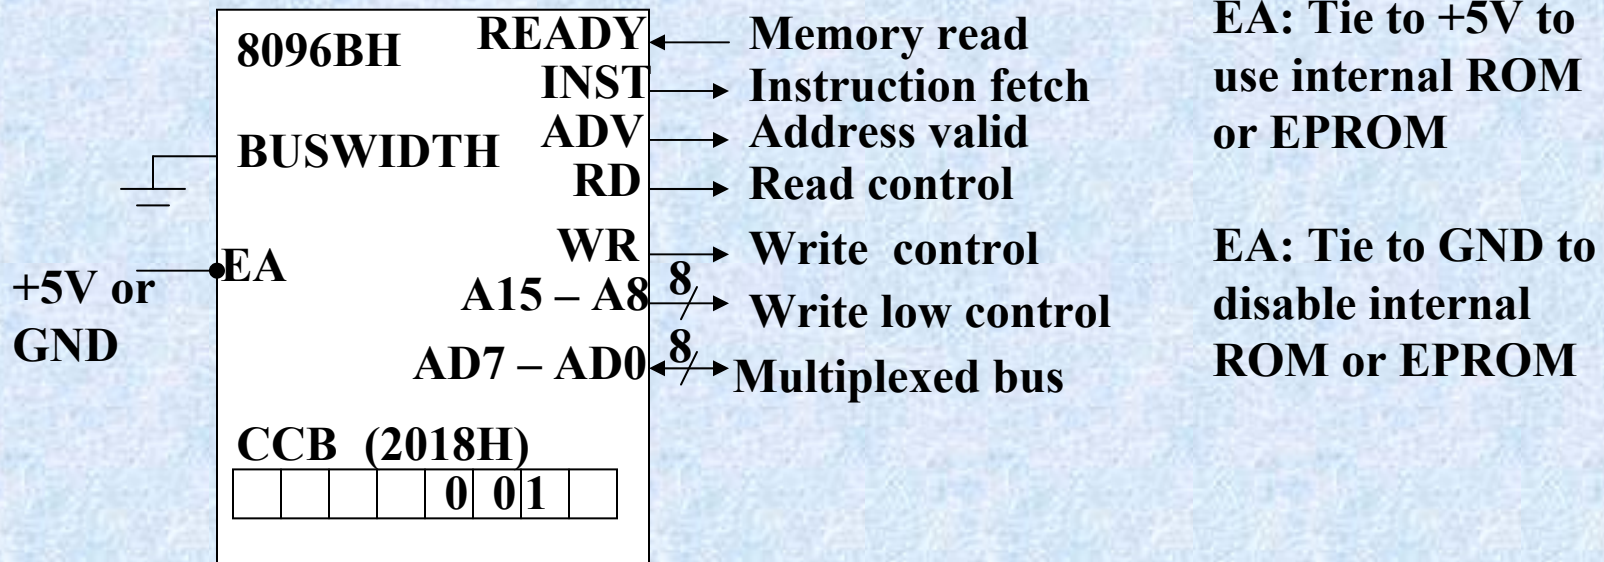 8096BH
BUSWIDTH
EA
+5V or
GND
READY
INST
ADV
RD
WR
A15 – A8
AD7 – AD0
8
8
Memory read
Instruction fetch
Address valid
Read control
Write control
Write low control
Multiplexed bus
CCB (2018H)
0 0 1
EA: Tie to +5V to
use internal ROM
or EPROM
EA: Tie to GND to
disable internal
ROM or EPROM